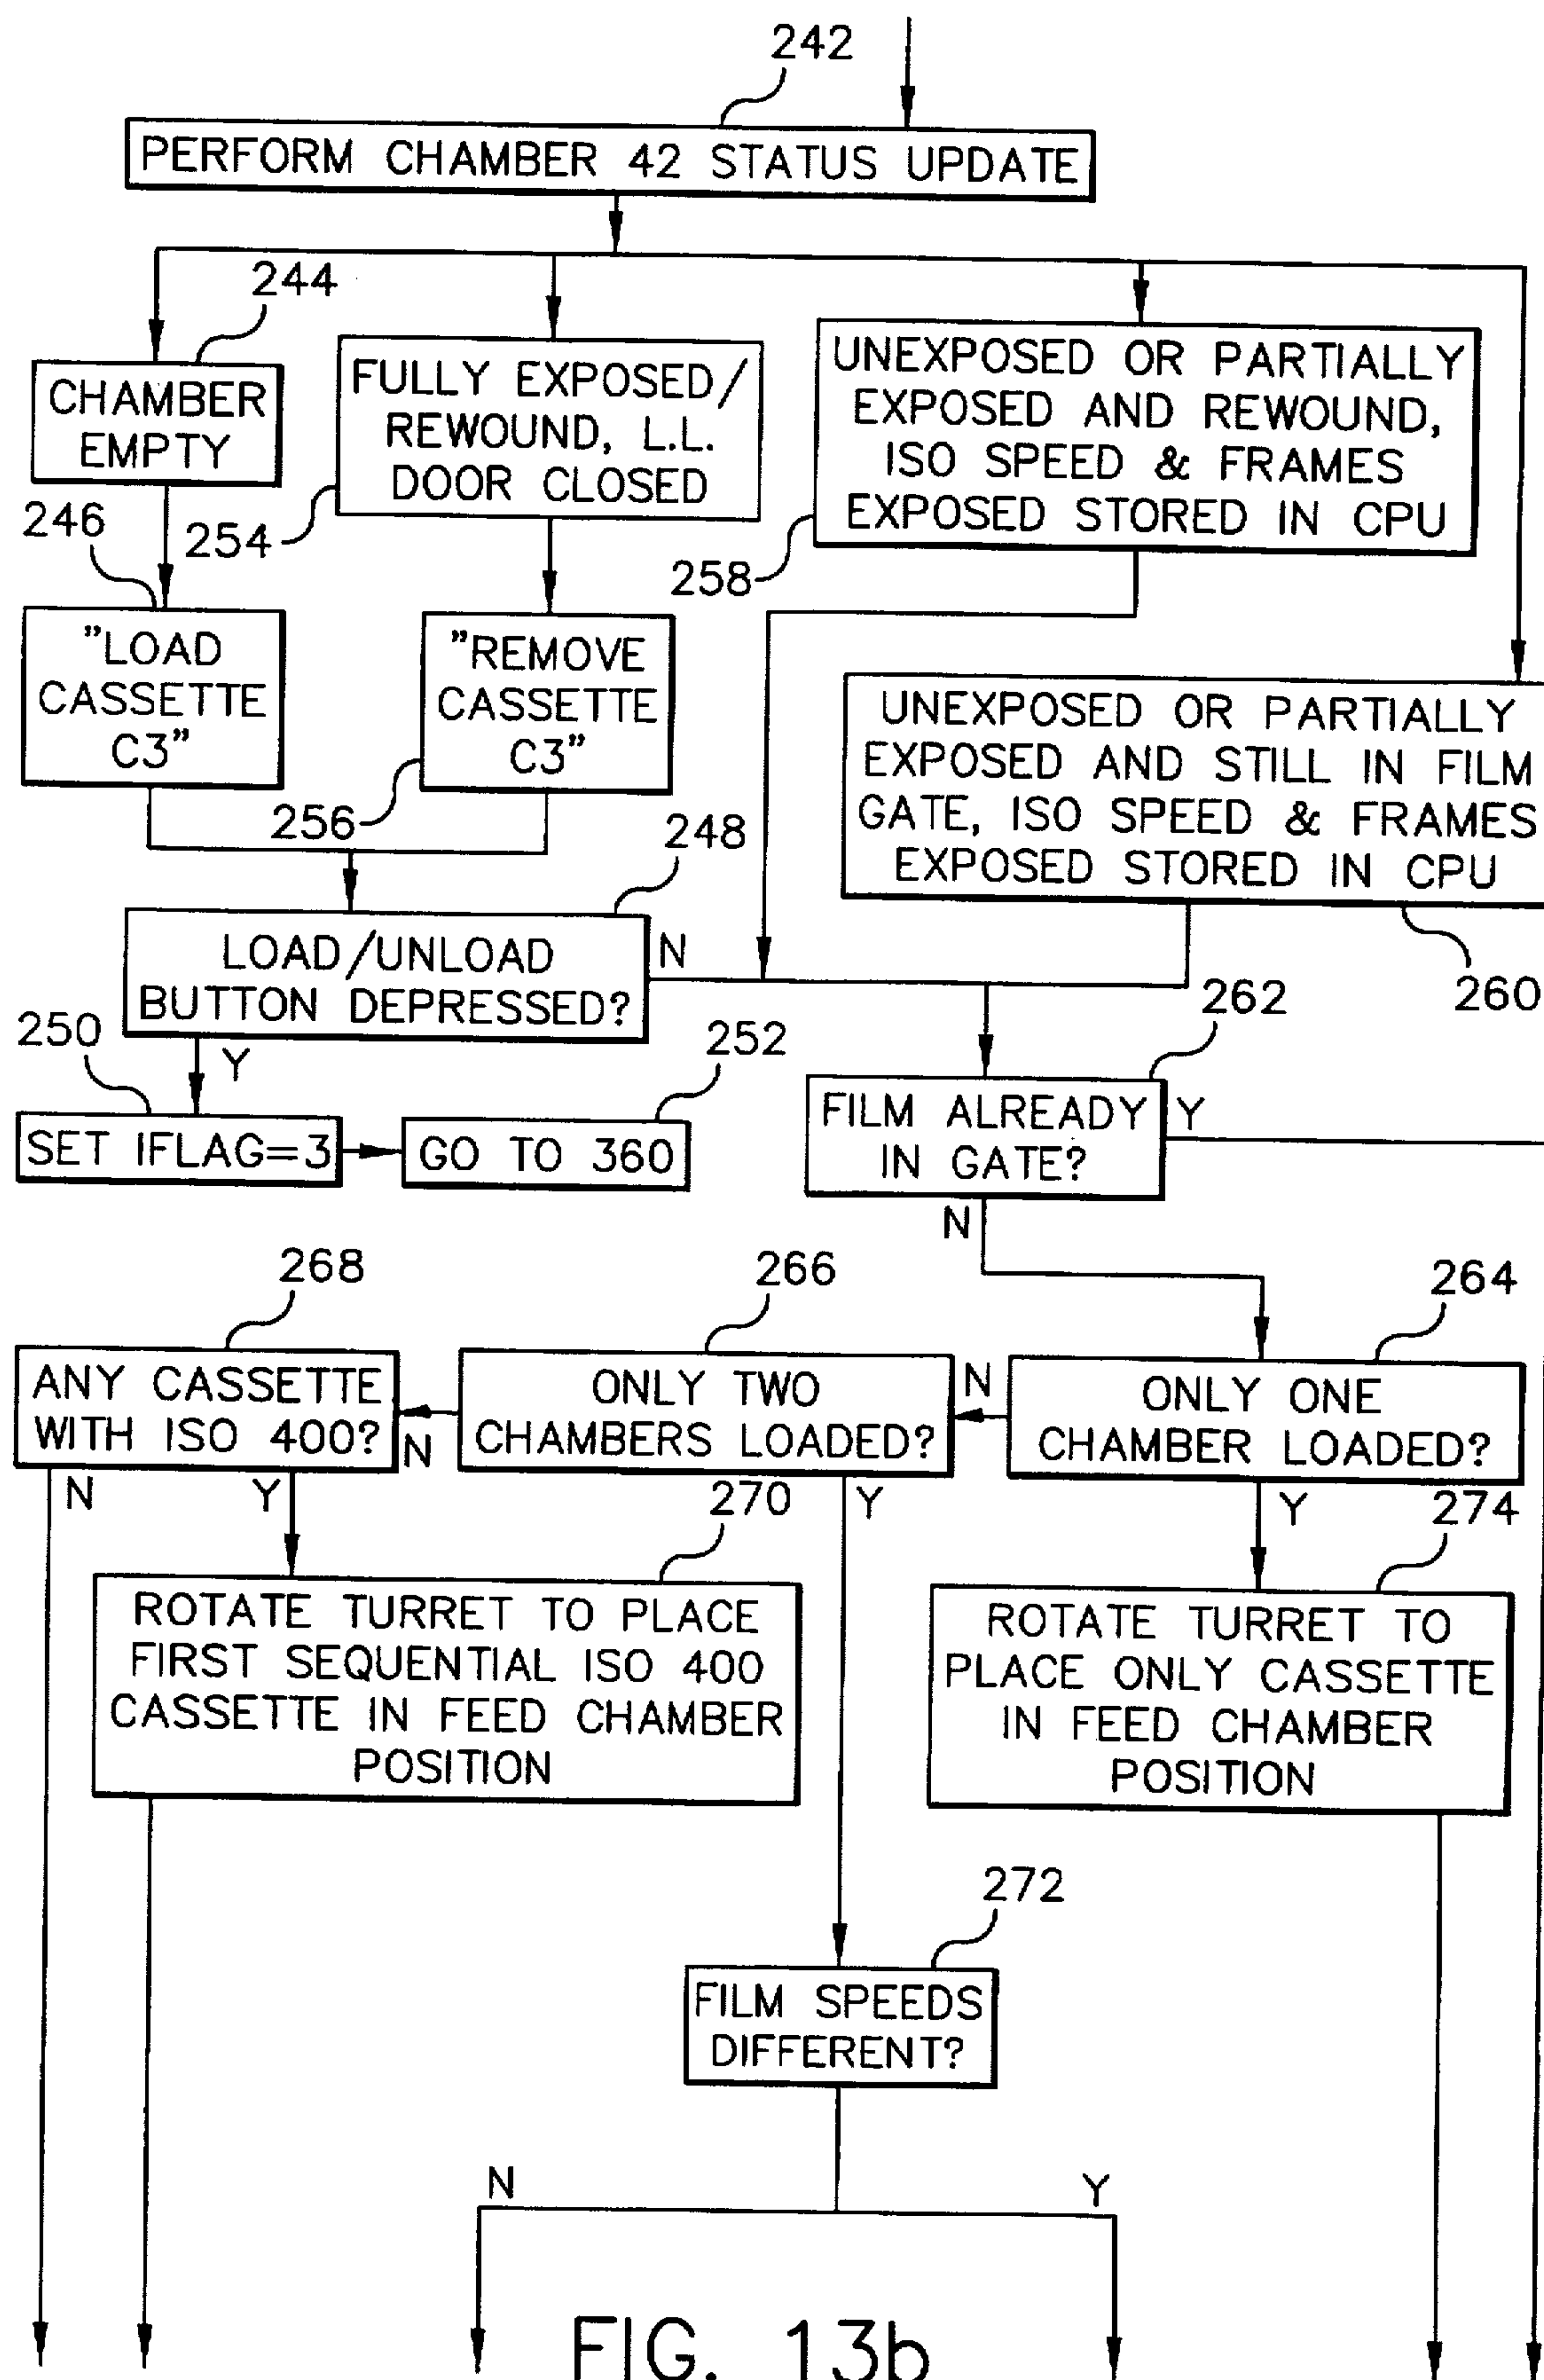 242
PERFORM CHAMBER 42 STATUS UPDATE
244
CHAMBER
EMPTY
FULLY EXPOSED/
REWOUND, L.L.
DOOR CLOSED
254
UNEXPOSED OR PARTIALLY
EXPOSED AND REWOUND,
ISO SPEED & FRAMES
EXPOSED STORED IN CPU
258
246
"LOAD
CASSETTE
C3"
"REMOVE
CASSETTE
C3"
256
UNEXPOSED OR PARTIALLY
EXPOSED AND STILL IN FILM
GATE, ISO SPEED & FRAMES
EXPOSED STORED IN CPU
260
248
LOAD/UNLOAD
BUTTON DEPRESSED?
N
Y
250
SET IFLAG=3
252
GO TO 360
262
FILM ALREADY
IN GATE?
Y
N
268
ANY CASSETTE
WITH ISO 400?
N
Y
266
ONLY TWO
CHAMBERS LOADED?
N
Y
264
ONLY ONE
CHAMBER LOADED?
N
Y
270
ROTATE TURRET TO PLACE
FIRST SEQUENTIAL ISO 400
CASSETTE IN FEED CHAMBER
POSITION
274
ROTATE TURRET TO
PLACE ONLY CASSETTE
IN FEED CHAMBER
POSITION
272
FILM SPEEDS
DIFFERENT?
N
Y
FIG. 13b